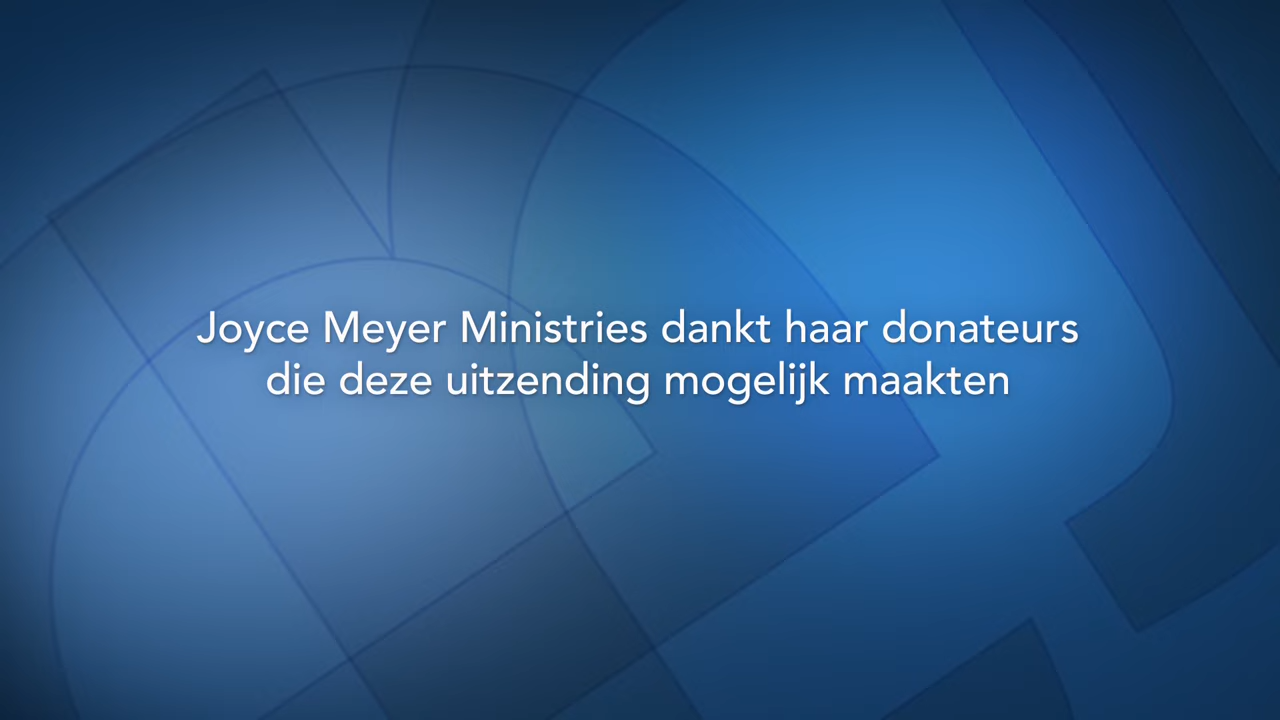 Joyce Meyer Ministries dankt haar donateurs
die deze uitzending mogelijk maakten